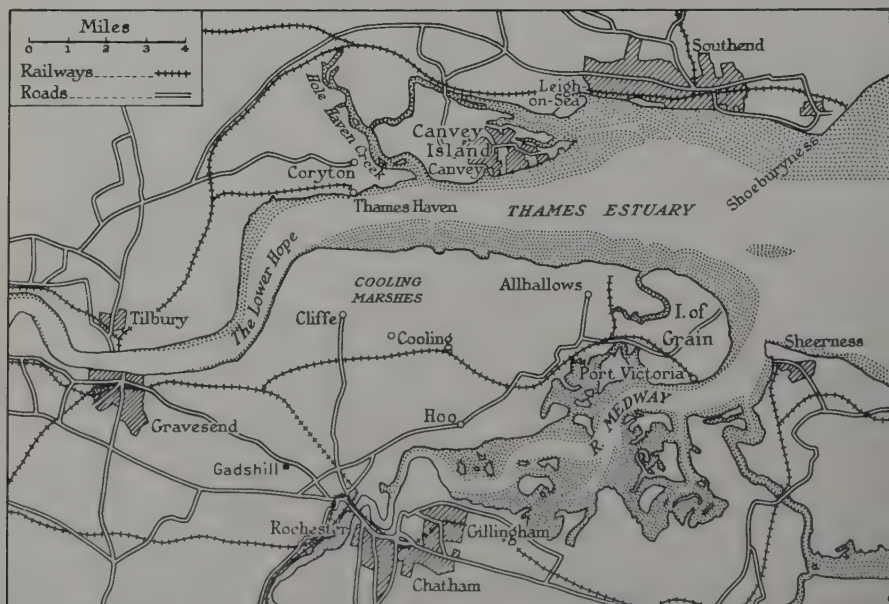 Miles
0 1 2 3 4
Railways
Roads
Southend
Leigh-
on-Sea
Hole Haven Creek
Canvey
Island
Canvey
Coryton
Thames Haven
Shoeburyness
THAMES ESTUARY
The Lower Hope
COOLING
MARSHES
Allhallows
I. of
Grain
Tilbury
Cliffe
Cooling
Sheerness
Port Victoria
R. MEDWAY
Gravesend
Hoo
Gadshill
Rochester
Gillingham
Chatham